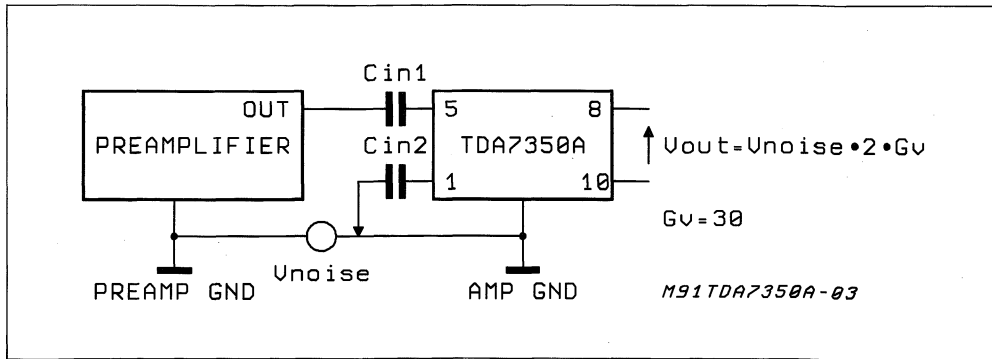 Cin1
OUT 5 8
PREAMPLIFIER Cin2 TDA7350A Vout=Vnoise•2•Gv
1 10
Gv=30
Vnoise
PREAMP GND AMP GND M91TDA7350A-03